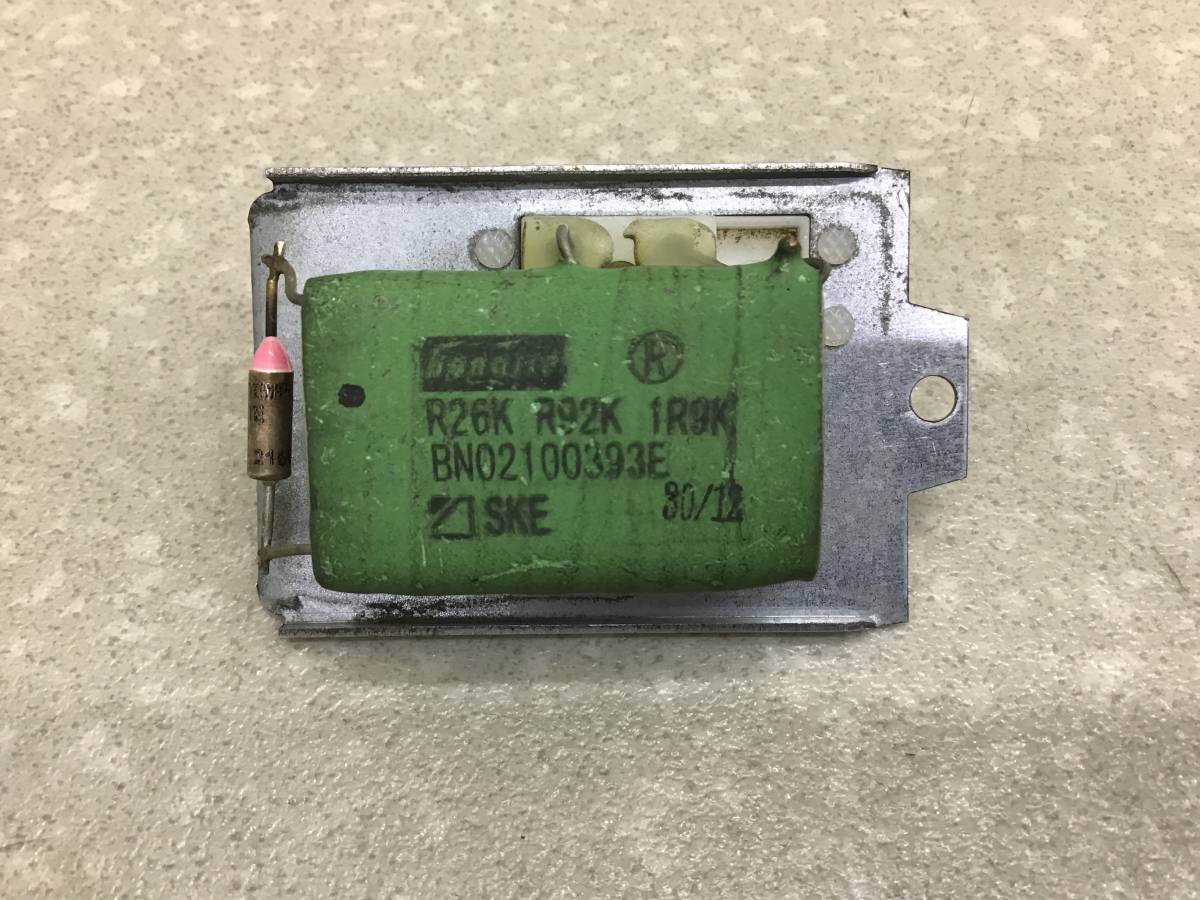 R
R26K R92K 1R9K
BN02100393E
SKE
30/12